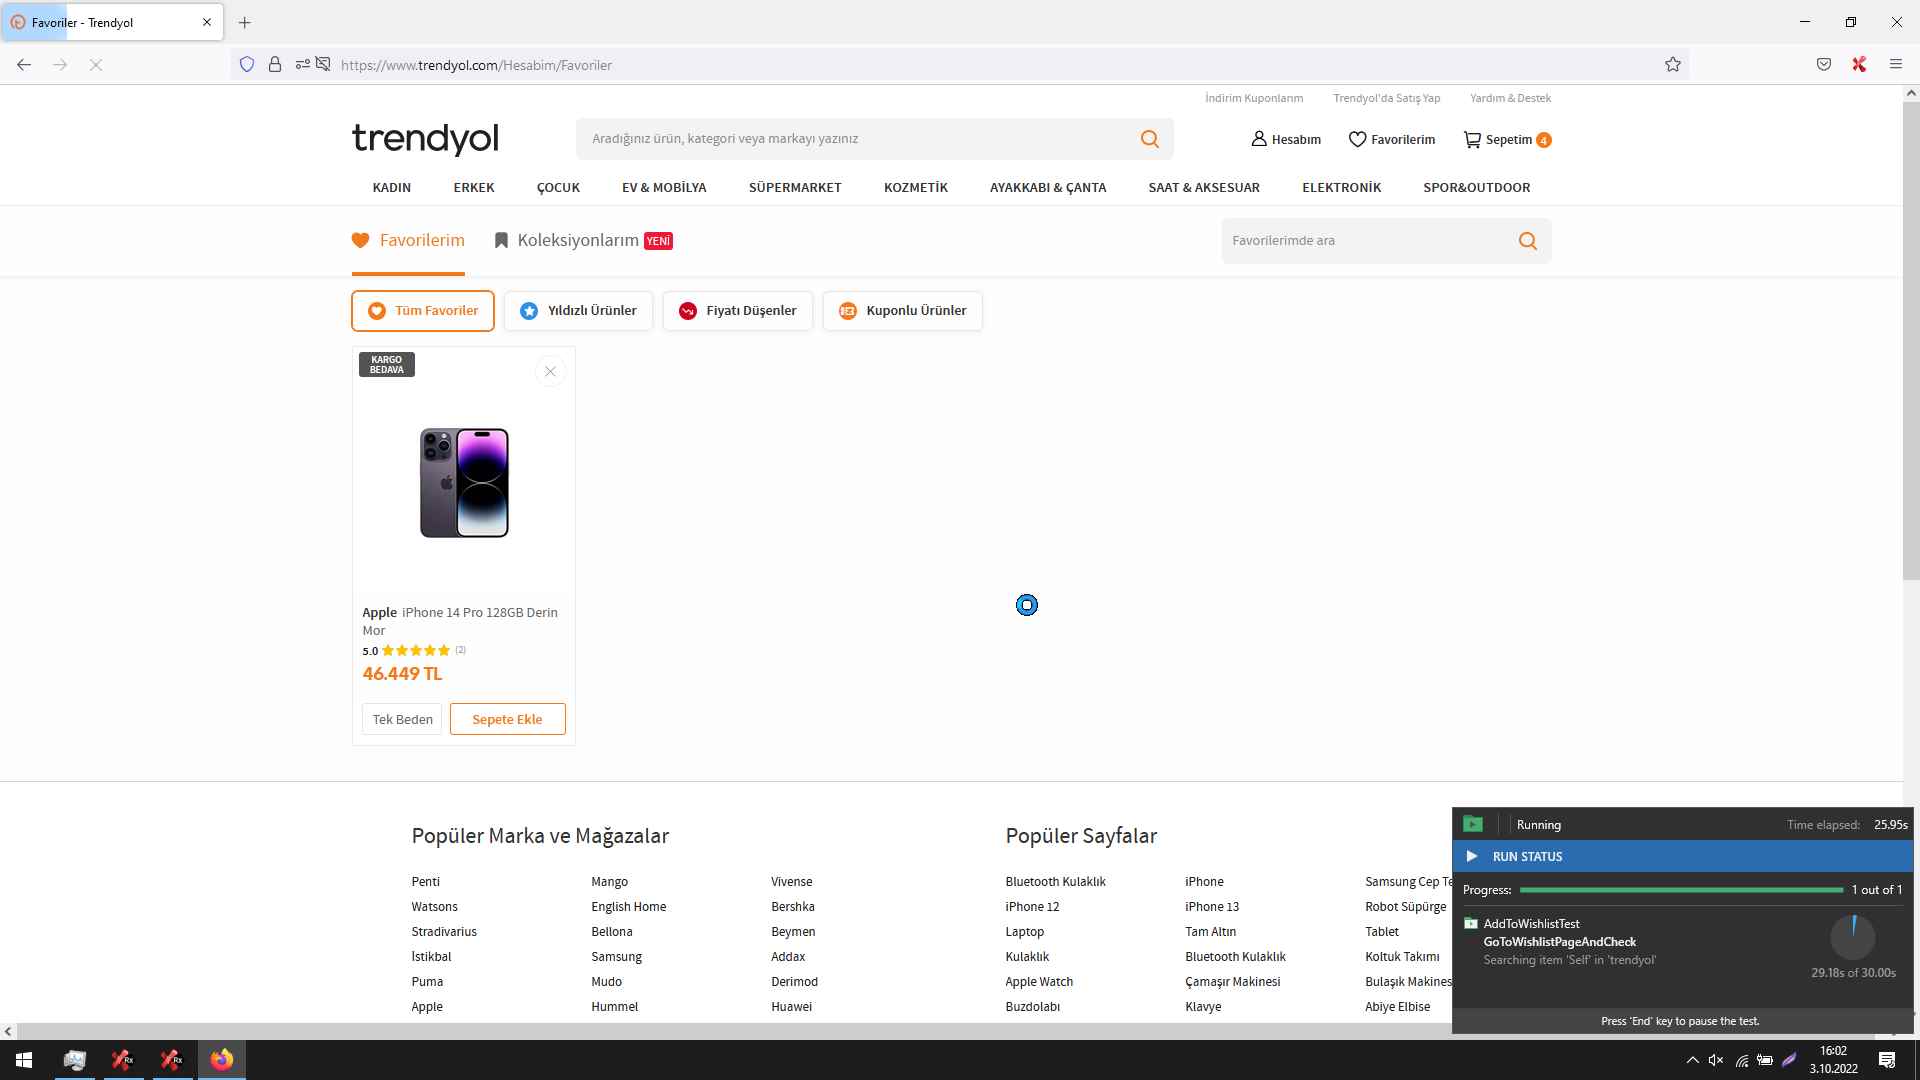 Favoriler - Trendyol
https://www.trendyol.com/Hesabim/Favoriler
İndirim Kuponlarım
Trendyol'da Satış Yap
Yardım & Destek
trendyol
Aradığınız ürün, kategori veya markayı yazınız
Hesabım
Favorilerim
Sepetim 4
KADIN
ERKEK
ÇOCUK
EV & MOBİLYA
SÜPERMARKET
KOZMETİK
AYAKKABI & ÇANTA
SAAT & AKSESUAR
ELEKTRONİK
SPOR&OUTDOOR
Favorilerim
Koleksiyonlarım YENİ
Favorilerimde ara
Tüm Favoriler
Yıldızlı Ürünler
Fiyatı Düşenler
Kuponlu Ürünler
KARGO
BEDAVA
Apple iPhone 14 Pro 128GB Derin
Mor
5.0 (2)
46.449 TL
Tek Beden
Sepete Ekle
Popüler Marka ve Mağazalar
Penti
Mango
Vivense
Watsons
English Home
Bershka
Stradivarius
Bellona
Beymen
İstikbal
Samsung
Addax
Puma
Mudo
Derimod
Apple
Hummel
Huawei
Popüler Sayfalar
Bluetooth Kulaklık
iPhone
Samsung Cep Te
iPhone 12
iPhone 13
Robot Süpürge
Laptop
Tam Altın
Tablet
Kulaklık
Bluetooth Kulaklık
Koltuk Takımı
Apple Watch
Çamaşır Makinesi
Bulaşık Makines
Buzdolabı
Klavye
Abiye Elbise
Running
Time elapsed: 25.95s
RUN STATUS
Progress: 1 out of 1
AddToWishlistTest
GoToWishlistPageAndCheck
Searching item 'Self' in 'trendyol'
29.18s of 30.00s
Press 'End' key to pause the test.
Rx
Rx
16:02
3.10.2022